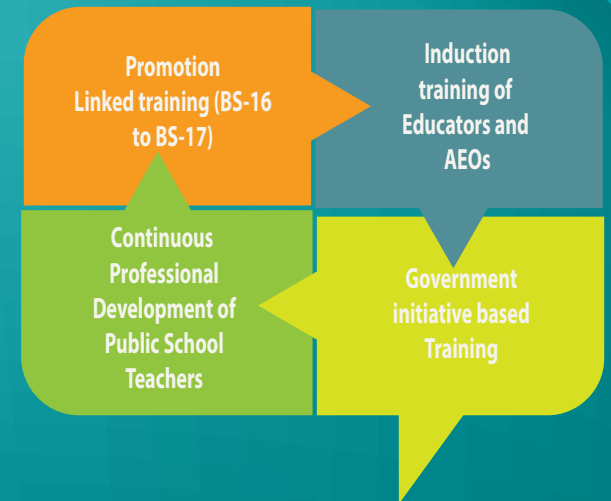 Promotion
Linked training (BS-16
to BS-17)
Induction
training of
Educators and
AEOs
Continuous
Professional
Development of
Public School
Teachers
Government
initiative based
Training